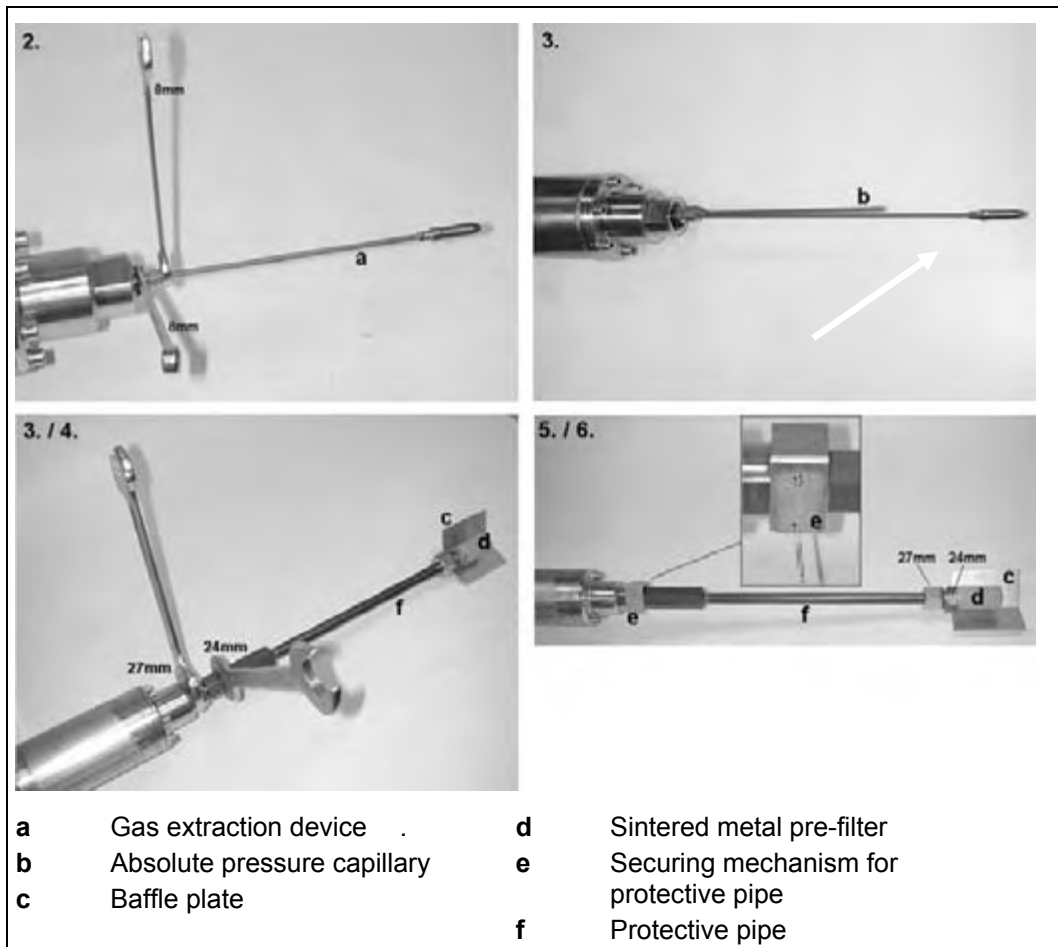 2.
8mm
a
8mm
3.
b
3. / 4.
c
d
f
24mm
27mm
5. / 6.
e
27mm
24mm
c
d
e
f
a Gas extraction device .
b Absolute pressure capillary
c Baffle plate
d Sintered metal pre-filter
e Securing mechanism for
protective pipe
f Protective pipe